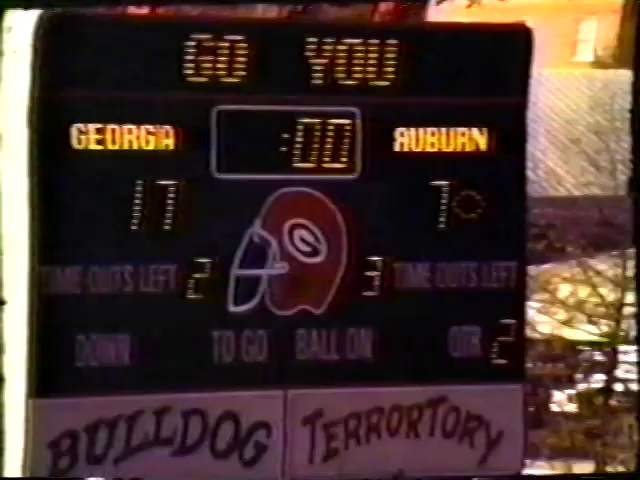 GO YOU
GEORGIA :00 AUBURN
17 7
TIME OUTS LEFT 2 3 TIME OUTS LEFT
DOWN TO GO BALL ON QTR 2
BULLDOG TERRORTORY